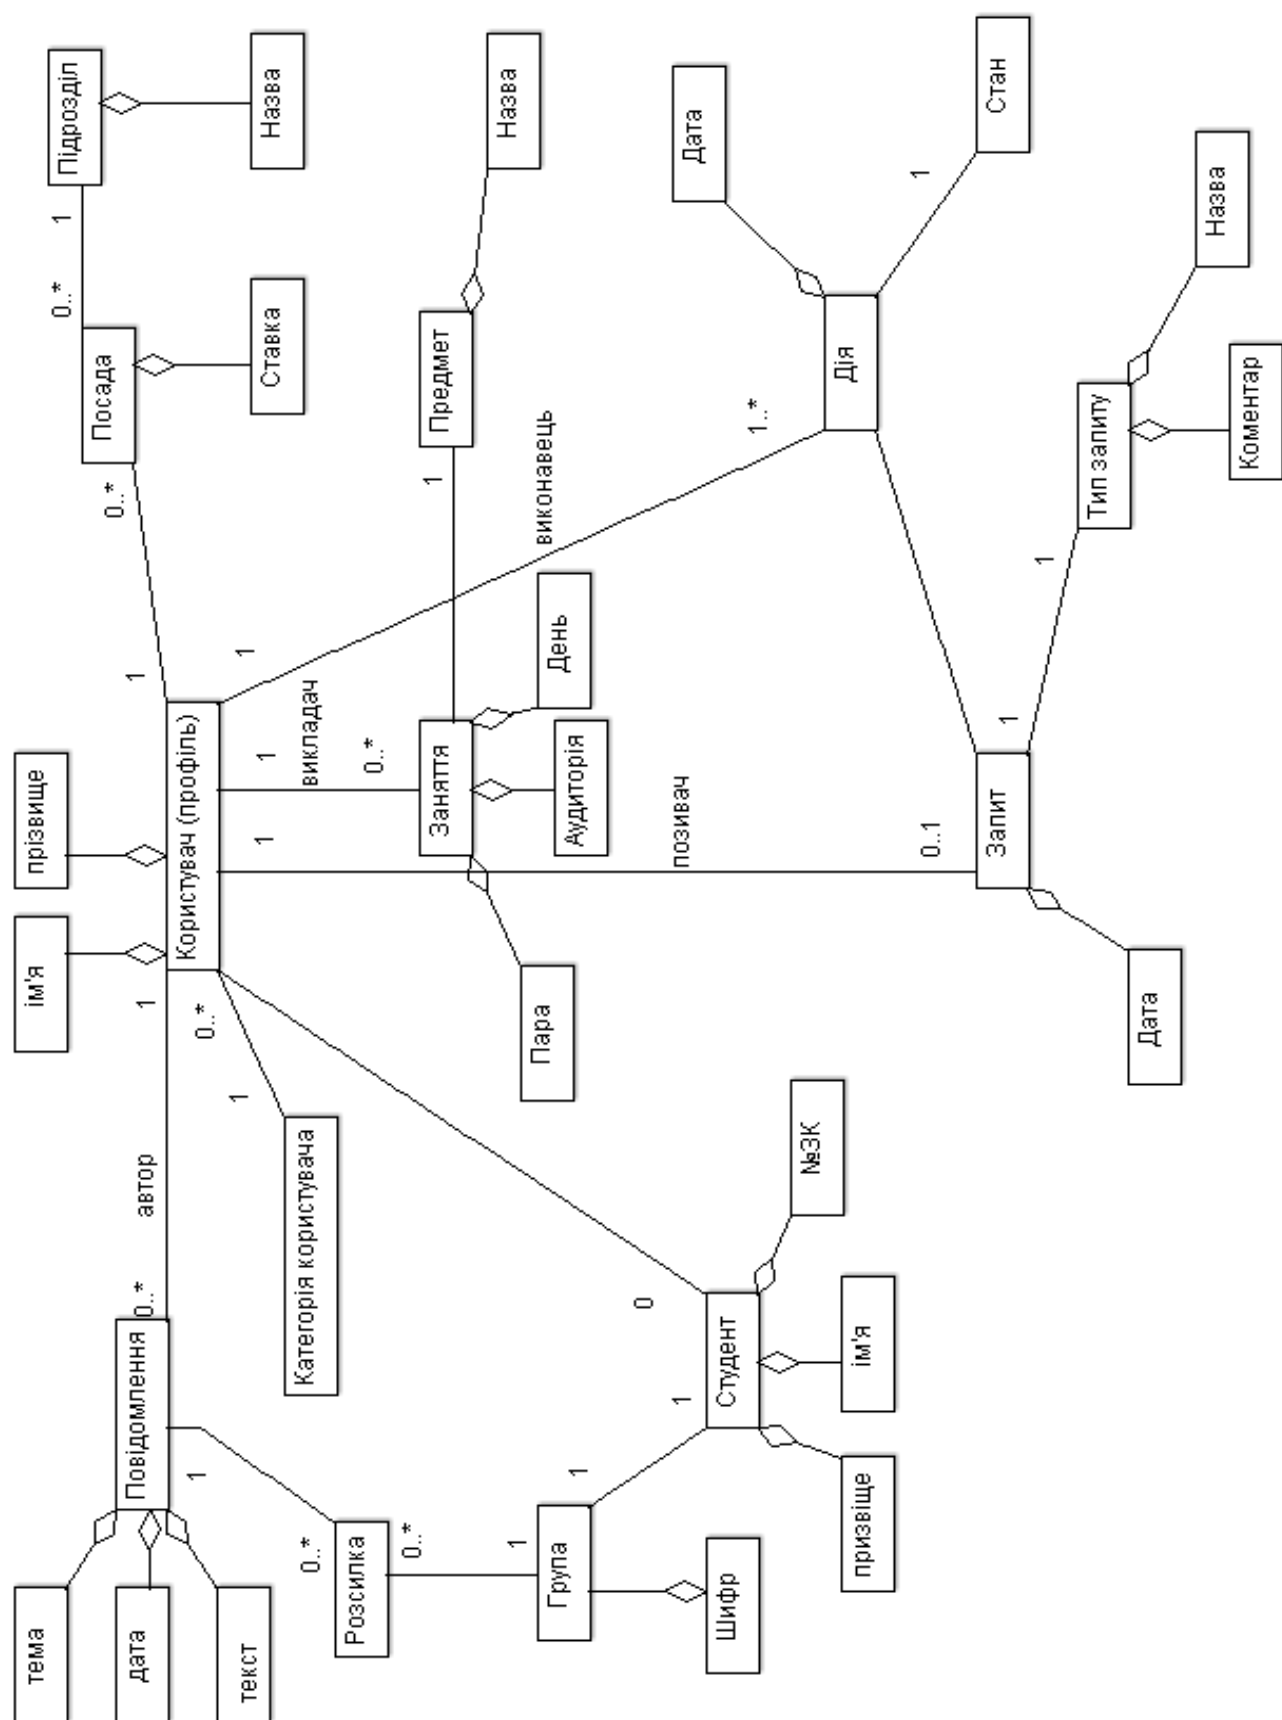 тема
ім'я
прізвище
0..*
1
Підрозділ
Посада
0..*
дата
Повідомлення
0..*
автор
1
1
1
Користувач (профіль)
0..*
текст
1
1
1
1
Ставка
Назва
0..*
Категорія користувача
викладач
Розсилка
0..*
0..*
Заняття
1
Предмет
1
Назва
Пара
День
виконавець
Група
1
Аудиторія
0
1
позивач
Дата
Шифр
Студент
1..*
№ЗК
Дія
призвіще
ім'я
0..1
1
Запит
Стан
1
1
Тип запиту
Дата
Назва
Коментар